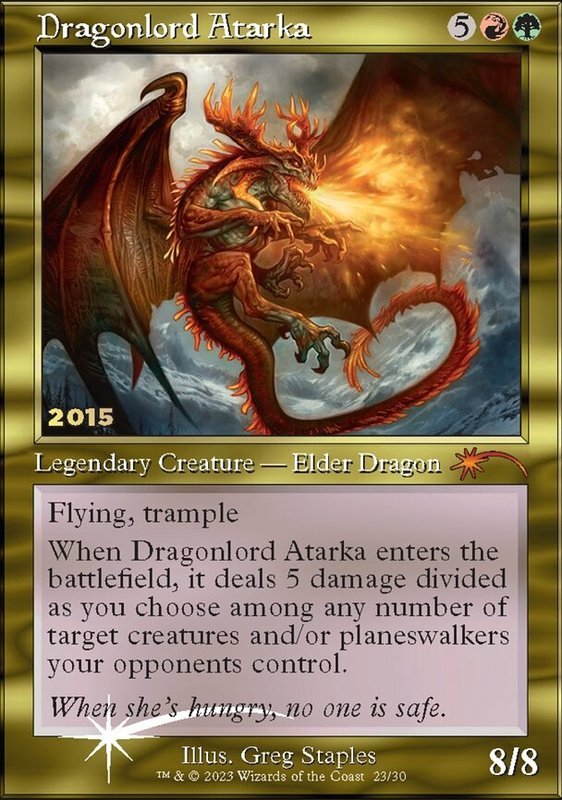 Dragonlord Atarka 5
2015
Legendary Creature — Elder Dragon
Flying, trample
When Dragonlord Atarka enters the
battlefield, it deals 5 damage divided
as you choose among any number of
target creatures and/or planeswalkers
your opponents control.
When she's hungry, no one is safe.
Illus. Greg Staples
™ & © 2023 Wizards of the Coast 23/30
8/8